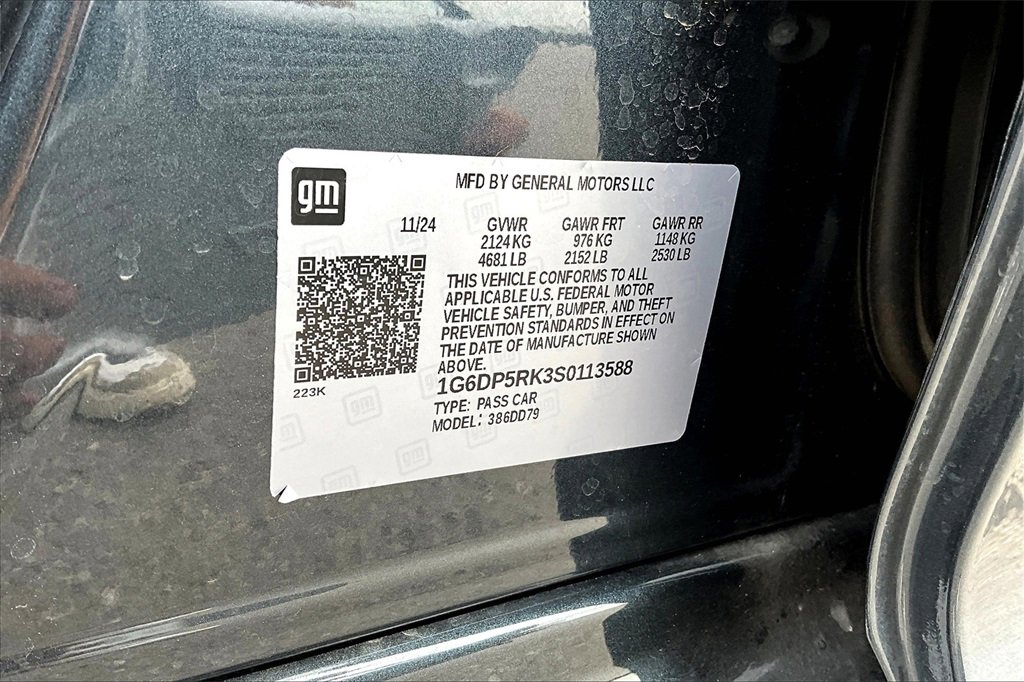 gm
MFD BY GENERAL MOTORS LLC
11/24 GVWR GAWR FRT GAWR RR
2124 KG 976 KG 1148 KG
4681 LB 2152 LB 2530 LB
THIS VEHICLE CONFORMS TO ALL
APPLICABLE U.S. FEDERAL MOTOR
VEHICLE SAFETY, BUMPER, AND THEFT
PREVENTION STANDARDS IN EFFECT ON
THE DATE OF MANUFACTURE SHOWN
ABOVE.
1G6DP5RK3S0113588
223K
TYPE: PASS CAR
MODEL: 386DD79